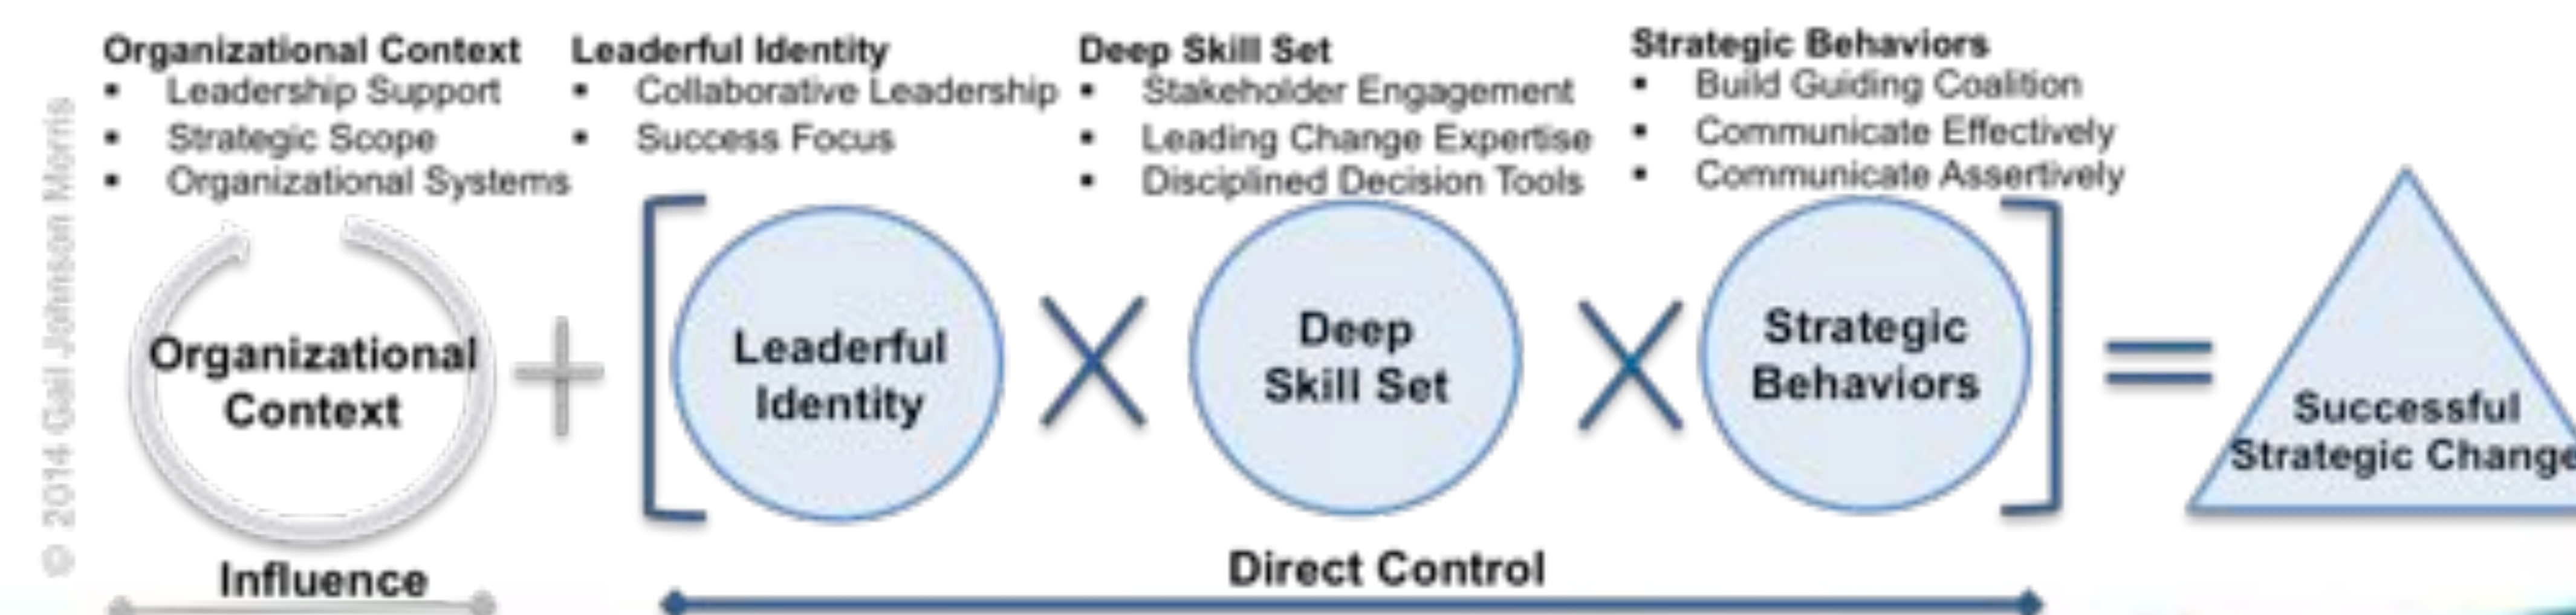 Organizational Context
▪ Leadership Support
▪ Strategic Scope
▪ Organizational Systems
Leaderful Identity
▪ Collaborative Leadership
▪ Success Focus
Deep Skill Set
▪ Stakeholder Engagement
▪ Leading Change Expertise
▪ Disciplined Decision Tools
Strategic Behaviors
▪ Build Guiding Coalition
▪ Communicate Effectively
▪ Communicate Assertively
© 2014 Gail Johnson Morris
Organizational
Context
+
Leaderful
Identity
X
Deep
Skill Set
X
Strategic
Behaviors
=
Successful
Strategic Change
Influence
Direct Control